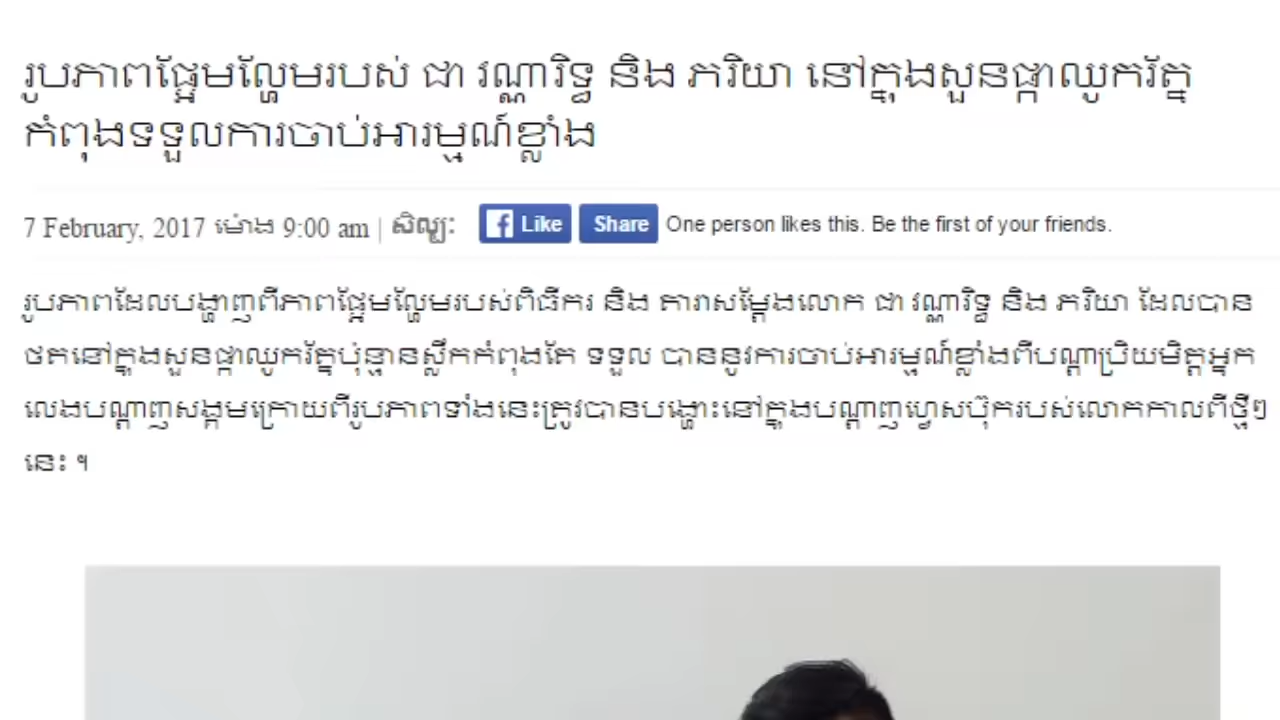 រូបភាពផ្អែមល្ហែមរបស់ ជា វណ្ណារិទ្ធ និង ភរិយា នៅក្នុងសួនផ្កាឈូករ័ត្ន
កំពុងទទួលការចាប់អារម្មណ៍ខ្លាំង
7 February, 2017 ម៉ោង 9:00 am | សិល្បៈ Like Share One person likes this. Be the first of your friends.
រូបភាពដែលបង្ហាញពីភាពផ្អែមល្ហែមរបស់ពិធីករ និង តារាសម្តែងលោក ជា វណ្ណារិទ្ធ និង ភរិយា ដែលបាន
ថតនៅក្នុងសួនផ្កាឈូករ័ត្នប៉ុន្មានស្លឹកកំពុងតែ ទទួល បាននូវការចាប់អារម្មណ៍ខ្លាំងពីបណ្តាប្រិយមិត្តអ្នក
លេងបណ្តាញសង្គមក្រោយពីរូបភាពទាំងនេះត្រូវបានបង្ហោះនៅក្នុងបណ្តាញហ្វេសប៊ុករបស់លោកកាលពីថ្មីៗ
នេះ ។